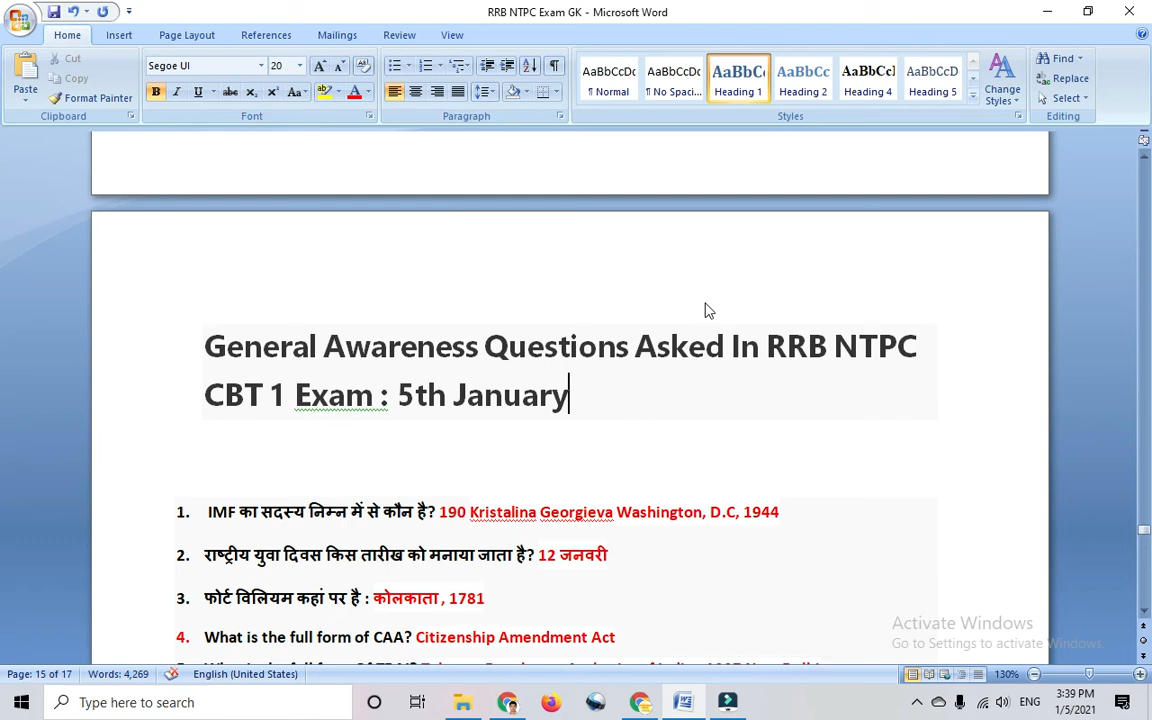 RRB NTPC Exam GK - Microsoft Word
Home Insert Page Layout References Mailings Review View
Paste
Cut
Copy
Format Painter
Clipboard
Segoe UI 20
Font
Paragraph
AaBbCcDc AaBbCcDc AaBbC AaBbCc AaBbCcI AaBbCcD
¶ Normal ¶ No Spaci... Heading 1 Heading 2 Heading 4 Heading 5
Change Styles
Styles
Find
Replace
Select
Editing
General Awareness Questions Asked In RRB NTPC
CBT 1 Exam : 5th January
1. IMF का सदस्य निम्न में से कौन है? 190 Kristalina Georgieva Washington, D.C, 1944
2. राष्ट्रीय युवा दिवस किस तारीख को मनाया जाता है? 12 जनवरी
3. फोर्ट विलियम कहां पर है : कोलकाता , 1781
4. What is the full form of CAA? Citizenship Amendment Act
Activate Windows
Go to Settings to activate Windows.
Page: 15 of 17 Words: 4,269 English (United States) 130%
Type here to search
ENG
3:39 PM
1/5/2021